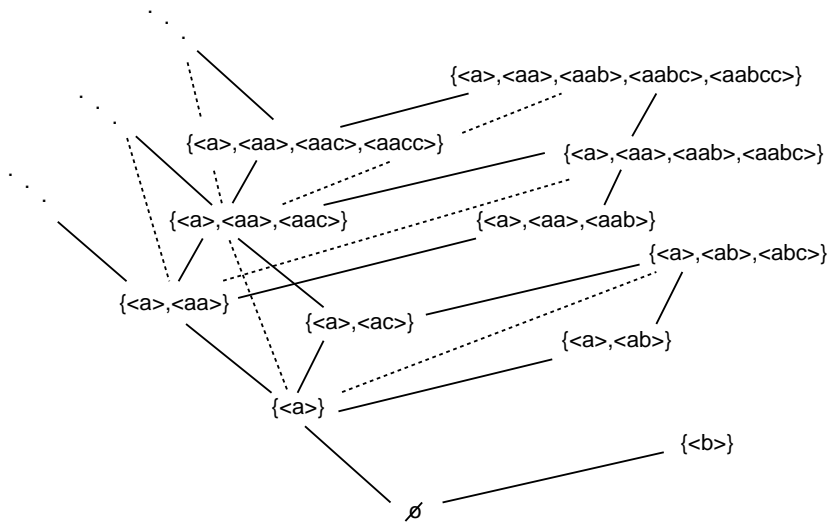 {<a>,<aa>,<aab>,<aabc>,<aabcc>}
{<a>,<aa>,<aac>,<aacc>}
{<a>,<aa>,<aab>,<aabc>}
{<a>,<aa>,<aac>}
{<a>,<aa>,<aab>}
{<a>,<ab>,<abc>}
{<a>,<aa>}
{<a>,<ac>}
{<a>,<ab>}
{<a>}
{<b>}
ø